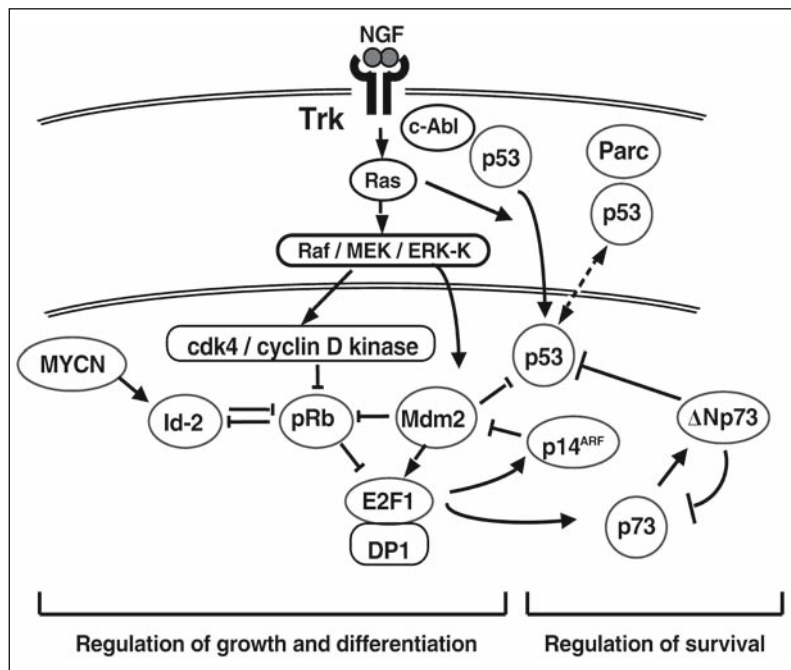 NGF
Trk
c-Abl
p53
Parc
p53
Ras
Raf / MEK / ERK-K
cdk4 / cyclin D kinase
p53
MYCN
Id-2
pRb
Mdm2
p14ARF
ΔNp73
E2F1
DP1
p73
Regulation of growth and differentiation
Regulation of survival